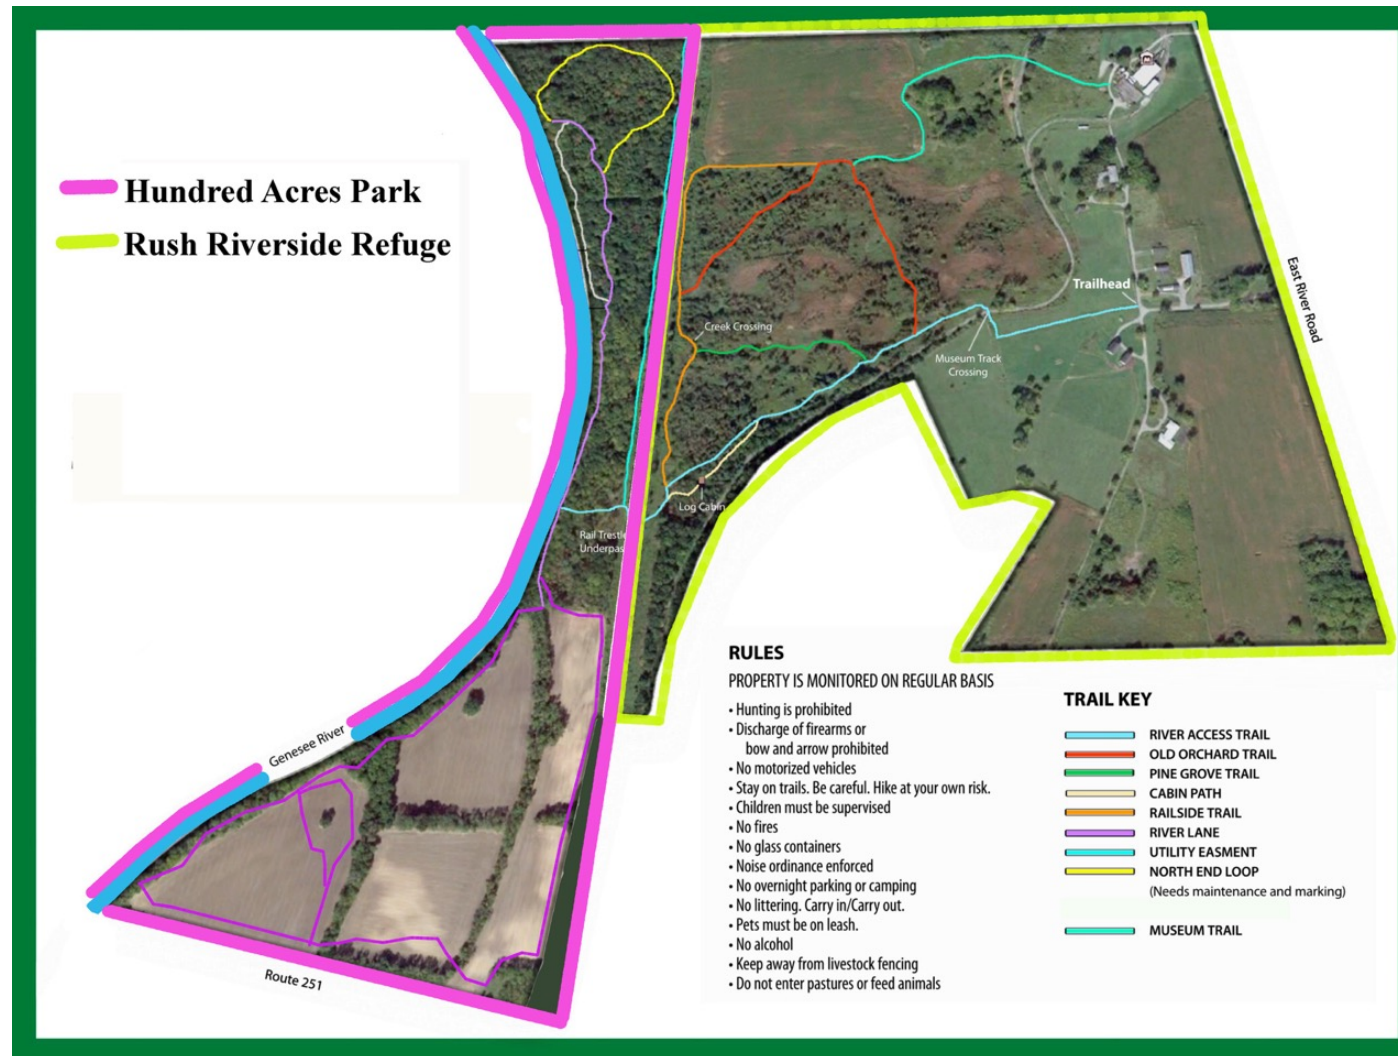 Hundred Acres Park
Rush Riverside Refuge
East River Road
Trailhead
Creek Crossing
Museum Track
Crossing
Log Cabin
Rail Trestle
Underpas
Genesee River
Route 251
RULES
PROPERTY IS MONITORED ON REGULAR BASIS
• Hunting is prohibited
• Discharge of firearms or
bow and arrow prohibited
• No motorized vehicles
• Stay on trails. Be careful. Hike at your own risk.
• Children must be supervised
• No fires
• No glass containers
• Noise ordinance enforced
• No overnight parking or camping
• No littering. Carry in/Carry out.
• Pets must be on leash.
• No alcohol
• Keep away from livestock fencing
• Do not enter pastures or feed animals
TRAIL KEY
RIVER ACCESS TRAIL
OLD ORCHARD TRAIL
PINE GROVE TRAIL
CABIN PATH
RAILSIDE TRAIL
RIVER LANE
UTILITY EASMENT
NORTH END LOOP
(Needs maintenance and marking)
MUSEUM TRAIL